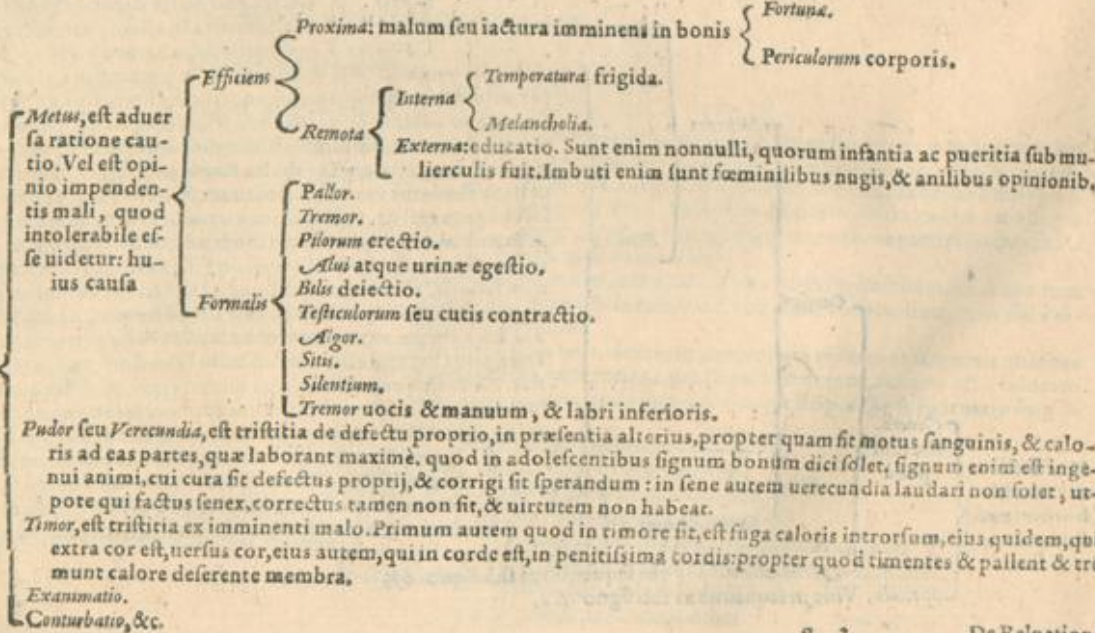 Fortunæ.
Proxima: malum ſeu iactura imminens in bonis
Periculorum corporis.
Efficiens
Temperatura frigida.
Interna
Metus, eſt aduer
Melancholia.
Remota
ſa ratione cau-
Externa: educatio. Sunt enim nonnulli, quorum infantia ac pueritia ſub mu-
tio. Vel eſt opi-
lierculis fuit. Imbuti enim ſunt fœminilibus nugis, & anilibus opinionib.
nio impenden-
Pallor.
tis mali, quod
Tremor.
intolerabile eſ-
Pilorum erectio.
ſe uidetur: hu-
Alui atque urinæ egeſtio.
ius cauſa
Bilis deiectio.
Formalis
Teſticulorum ſeu cutis contractio.
Ægor.
Sitis.
Silentium.
Tremor uocis & manuum, & labri inferioris.
Pudor ſeu Verecundia, eſt triſtitia de defectu proprio, in præſentia alterius, propter quam fit motus ſanguinis, & calo-
ris ad eas partes, quæ laborant maximè. quod in adoleſcentibus ſignum bonum dici ſolet, ſignum enim eſt inge-
nui animi, cui cura ſit defectus proprij, & corrigi ſit ſperandum: in ſene autem uerecundia laudari non ſolet, ut-
pote qui factus ſenex, correctus tamen non ſit, & uirtutem non habeat.
Timor, eſt triſtitia ex imminenti malo. Primum autem quod in timore fit, eſt fuga caloris introrſum, eius quidem, qui
extra cor eſt, uerſus cor, eius autem, qui in corde eſt, in penitiſsima cordis: propter quod timentes & pallent & tri
munt calore deſerente membra.
Exanimatio.
Conturbatio, &c.